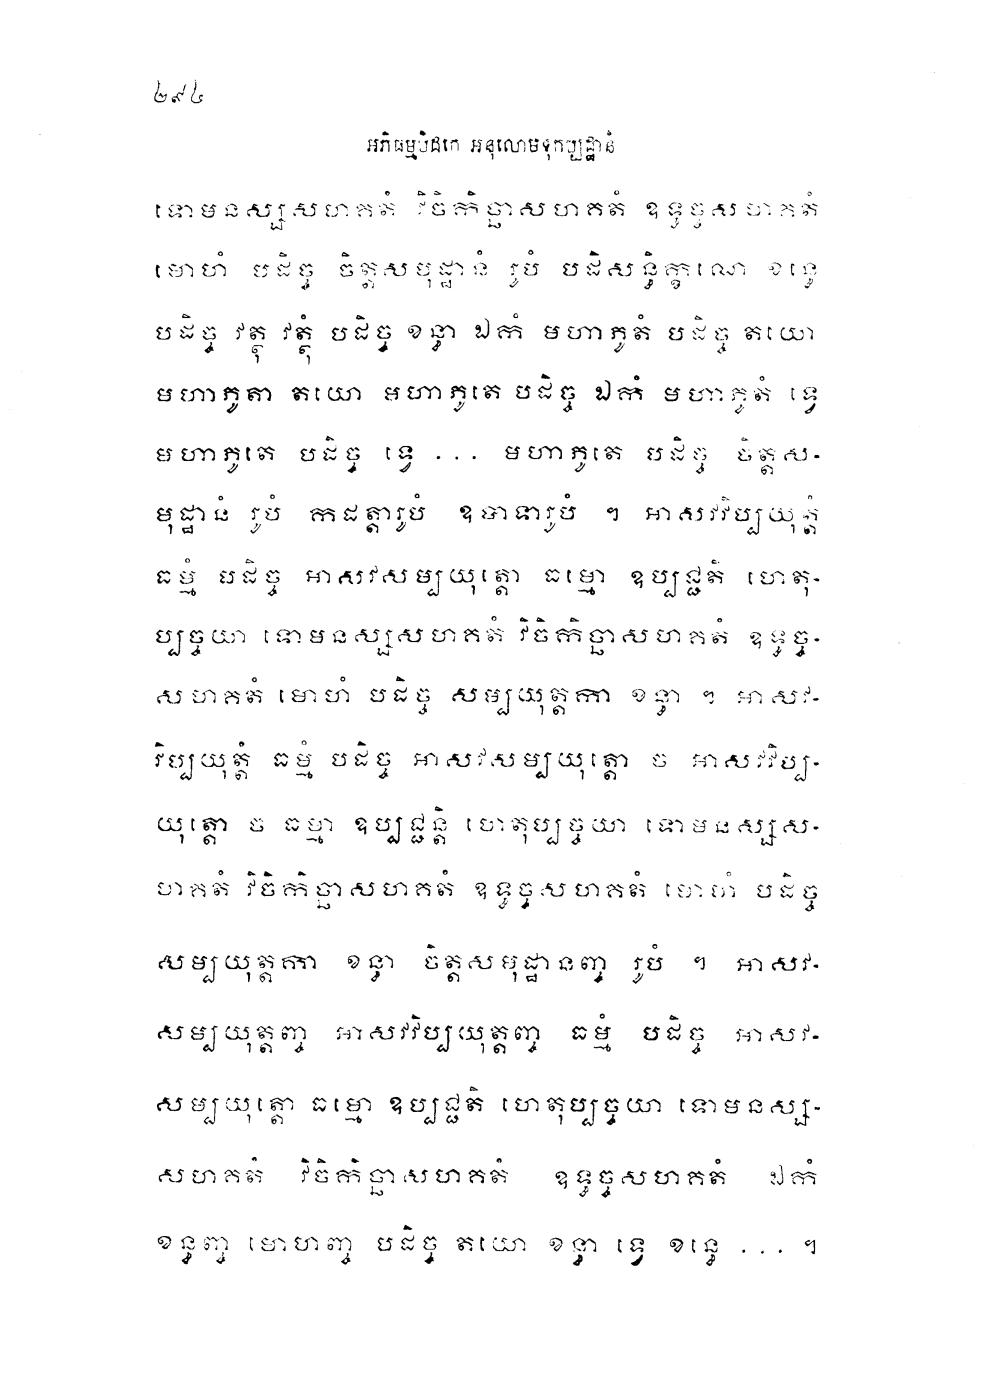 ២៩៤
អភិធម្មបិដកេ អនុលោមទុកប្បដ្ឋានំ
ទោមនស្សសហគតំ វិចិកិច្ឆាសហគតំ ឧទ្ធច្ចសហគតំ
មោហំ បដិច្ច ចិត្តសមុដ្ឋានំ រូបំ បដិសន្ធិក្ខណេ ខន្ធេ
បដិច្ច វត្ថុ វត្ថុំ បដិច្ច ខន្ធា ឯកំ មហាភូតំ បដិច្ច តយោ
មហាភូតា តយោ មហាភូតេ បដិច្ច ឯកំ មហាភូតំ ទ្វេ
មហាភូតេ បដិច្ច ទ្វេ ... មហាភូតេ បដិច្ច ចិត្តស-
មុដ្ឋានំ រូបំ កដត្តារូបំ ឧបាទារូបំ ។ អាសវវិប្បយុត្តំ
ធម្មំ បដិច្ច អាសវសម្បយុត្តោ ធម្មោ ឧប្បជ្ជតិ ហេតុ-
ប្បច្ចយា ទោមនស្សសហគតំ វិចិកិច្ឆាសហគតំ ឧទ្ធច្ច-
សហគតំ មោហំ បដិច្ច សម្បយុត្តកា ខន្ធា ។ អាសវ-
វិប្បយុត្តំ ធម្មំ បដិច្ច អាសវសម្បយុត្តោ ច អាសវវិប្ប-
យុត្តោ ច ធម្មា ឧប្បជ្ជន្តិ ហេតុប្បច្ចយា ទោមនស្សស-
ហគតំ វិចិកិច្ឆាសហគតំ ឧទ្ធច្ចសហគតំ មោហំ បដិច្ច
សម្បយុត្តកា ខន្ធា ចិត្តសមុដ្ឋានញ្ច រូបំ ។ អាសវ-
សម្បយុត្តញ្ច អាសវវិប្បយុត្តញ្ច ធម្មំ បដិច្ច អាសវ-
សម្បយុត្តោ ធម្មោ ឧប្បជ្ជតិ ហេតុប្បច្ចយា ទោមនស្ស-
សហគតំ វិចិកិច្ឆាសហគតំ ឧទ្ធច្ចសហគតំ ឯកំ
ខន្ធញ្ច មោហញ្ច បដិច្ច តយោ ខន្ធា ទ្វេ ខន្ធេ ... ។